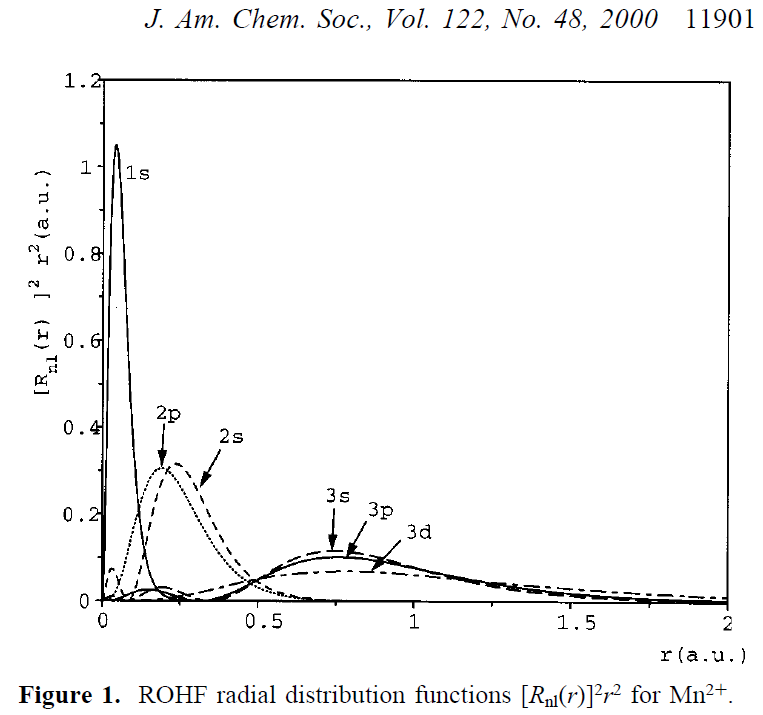 J. Am. Chem. Soc., Vol. 122, No. 48, 2000 11901
1.2
1
1s
0.8
[Rnl(r) ]2 r2(a.u.)
0.6
2p
0.4
2s
3s
3p
3d
0.2
0
0 0.5 1 1.5 2
r(a.u.)
Figure 1. ROHF radial distribution functions [Rnl(r)]²r² for Mn²⁺.